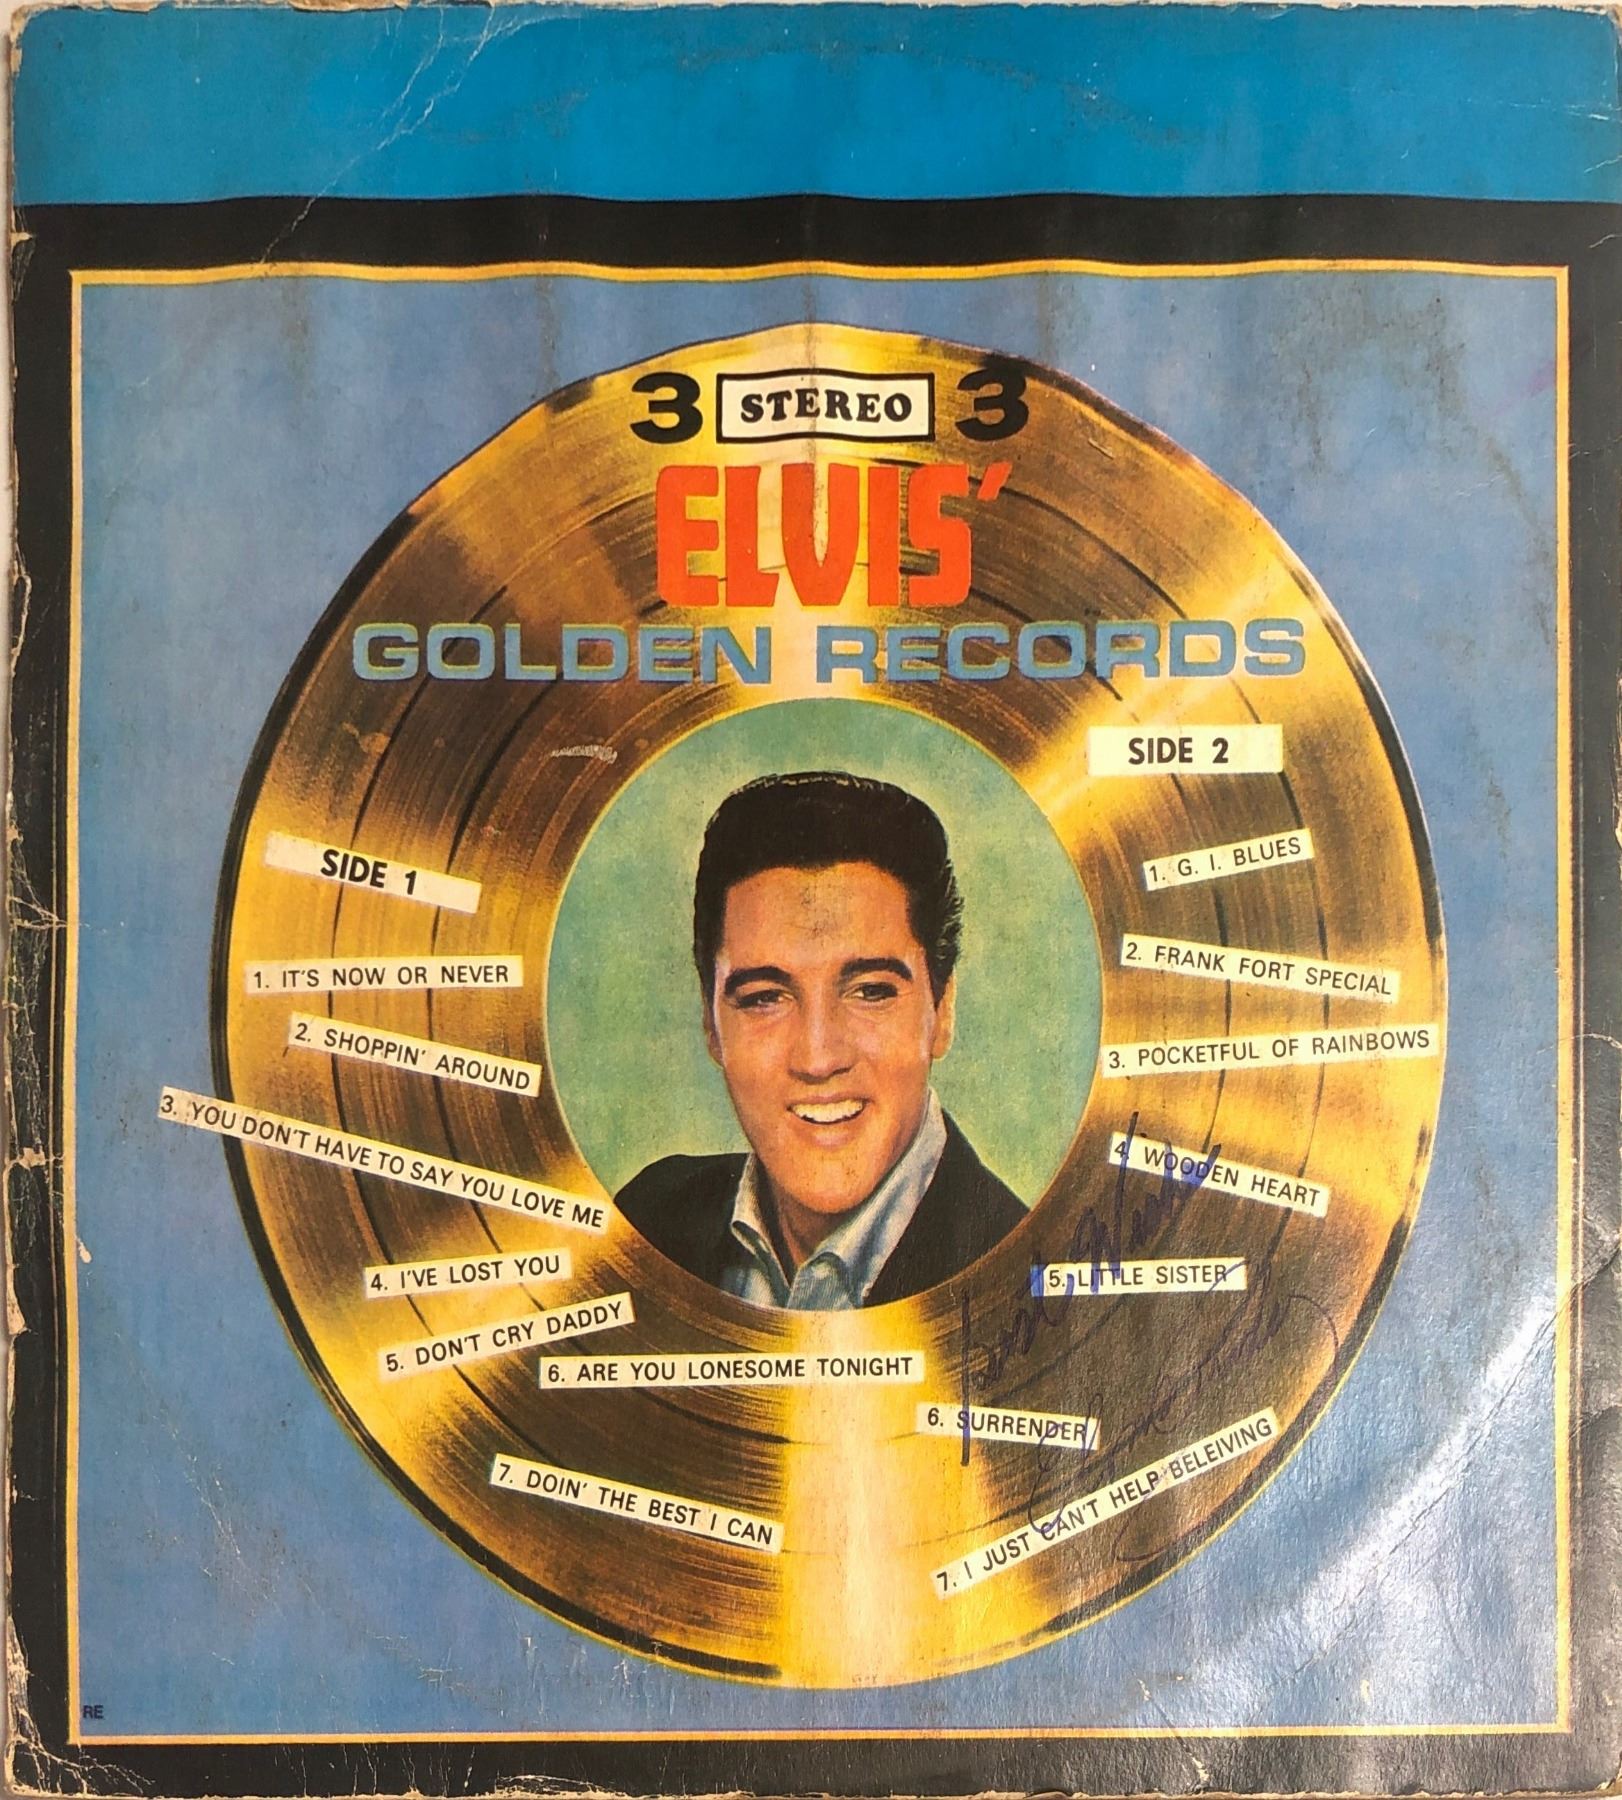 3 STEREO 3
ELVIS'
GOLDEN RECORDS
SIDE 1
1. IT'S NOW OR NEVER
2. SHOPPIN' AROUND
3. YOU DON'T HAVE TO SAY YOU LOVE ME
4. I'VE LOST YOU
5. DON'T CRY DADDY
6. ARE YOU LONESOME TONIGHT
7. DOIN' THE BEST I CAN
SIDE 2
1. G. I. BLUES
2. FRANK FORT SPECIAL
3. POCKETFUL OF RAINBOWS
4. WOODEN HEART
5. LITTLE SISTER
6. SURRENDER
7. I JUST CAN'T HELP BELEIVING
Best Wishes
RE